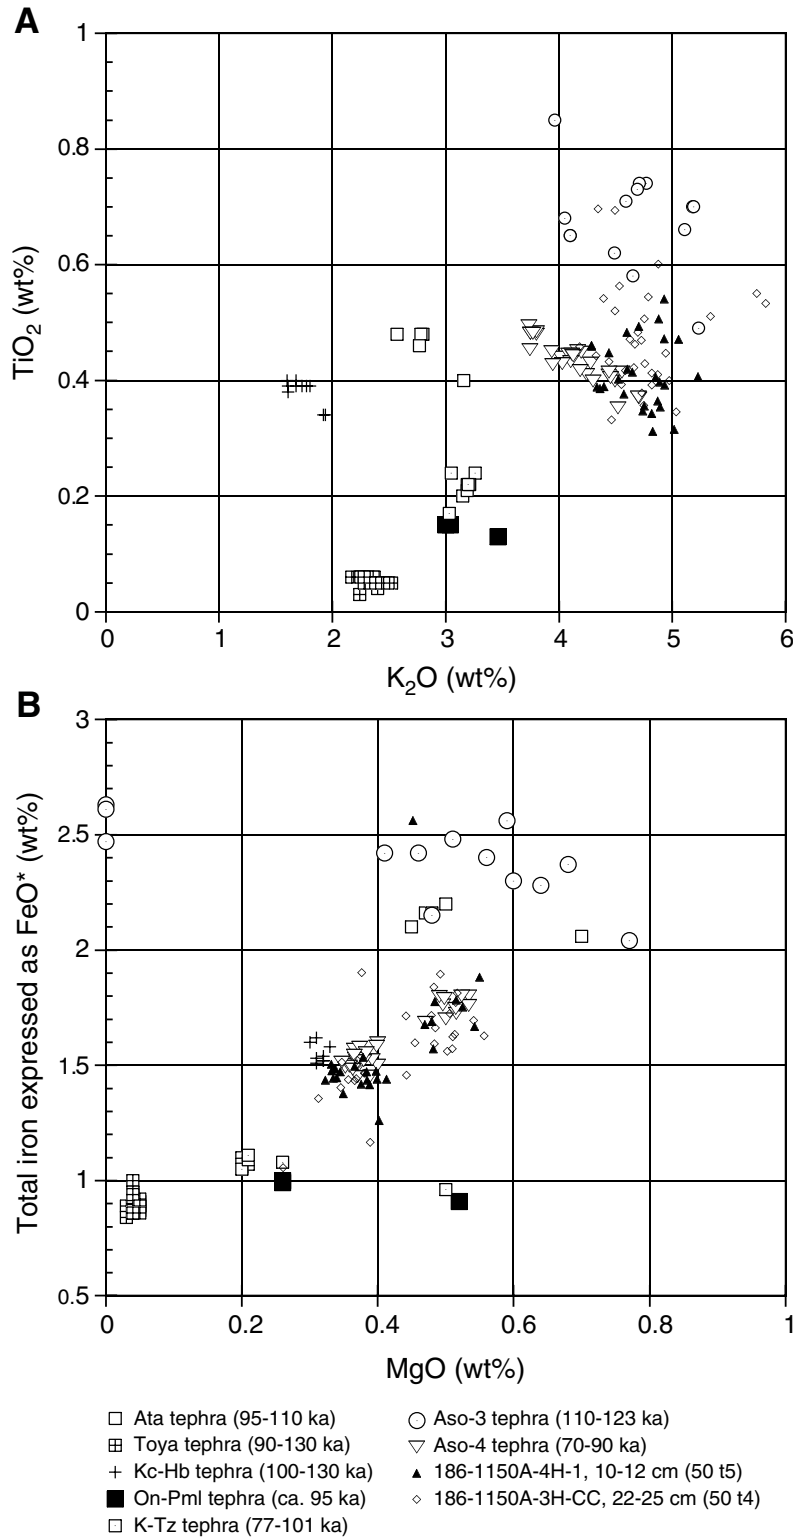 A
1
0.8
0.6
0.4
0.2
0
TiO2 (wt%)
0 1 2 3 4 5 6
K2O (wt%)
B
3
2.5
2
1.5
1
0.5
Total iron expressed as FeO* (wt%)
0 0.2 0.4 0.6 0.8 1
MgO (wt%)
Ata tephra (95-110 ka)
Toya tephra (90-130 ka)
Kc-Hb tephra (100-130 ka)
On-Pml tephra (ca. 95 ka)
K-Tz tephra (77-101 ka)
Aso-3 tephra (110-123 ka)
Aso-4 tephra (70-90 ka)
186-1150A-4H-1, 10-12 cm (50 t5)
186-1150A-3H-CC, 22-25 cm (50 t4)